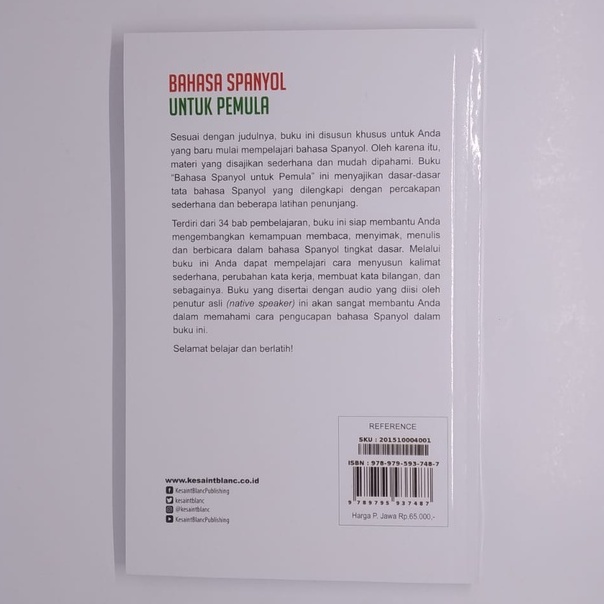 BAHASA SPANYOL
UNTUK PEMULA
Sesuai dengan judulnya, buku ini disusun khusus untuk Anda
yang baru mulai mempelajari bahasa Spanyol. Oleh karena itu,
materi yang disajikan sederhana dan mudah dipahami. Buku
“Bahasa Spanyol untuk Pemula” ini menyajikan dasar-dasar
tata bahasa Spanyol yang dilengkapi dengan percakapan
sederhana dan beberapa latihan penunjang.
Terdiri dari 34 bab pembelajaran, buku ini siap membantu Anda
mengembangkan kemampuan membaca, menyimak, menulis
dan berbicara dalam bahasa Spanyol tingkat dasar. Melalui
buku ini Anda dapat mempelajari cara menyusun kalimat
sederhana, perubahan kata kerja, membuat kata bilangan, dan
sebagainya. Buku yang disertai dengan audio yang diisi oleh
penutur asli (native speaker) ini akan sangat membantu Anda
dalam memahami cara pengucapan bahasa Spanyol dalam
buku ini.
Selamat belajar dan berlatih!
REFERENCE
SKU : 201510004001
ISBN : 978-979-593-748-7
9 789795 937487
Harga P. Jawa Rp.65.000,-
www.kesaintblanc.co.id
KesaintBlancPublishing
kesaintblanc
@kesaintblanc
KesaintBlancPublishing